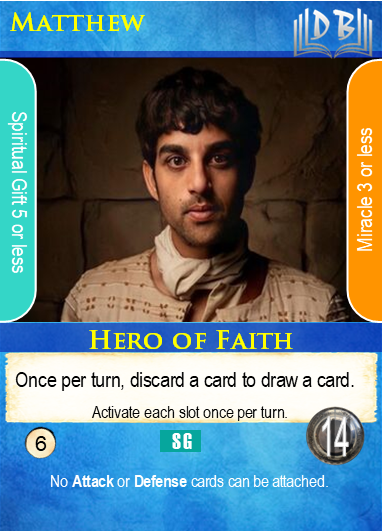 MATTHEW
DB
Spiritual Gift 5 or less
Miracle 3 or less
HERO OF FAITH
Once per turn, discard a card to draw a card.
Activate each slot once per turn.
6
SG
14
No Attack or Defense cards can be attached.